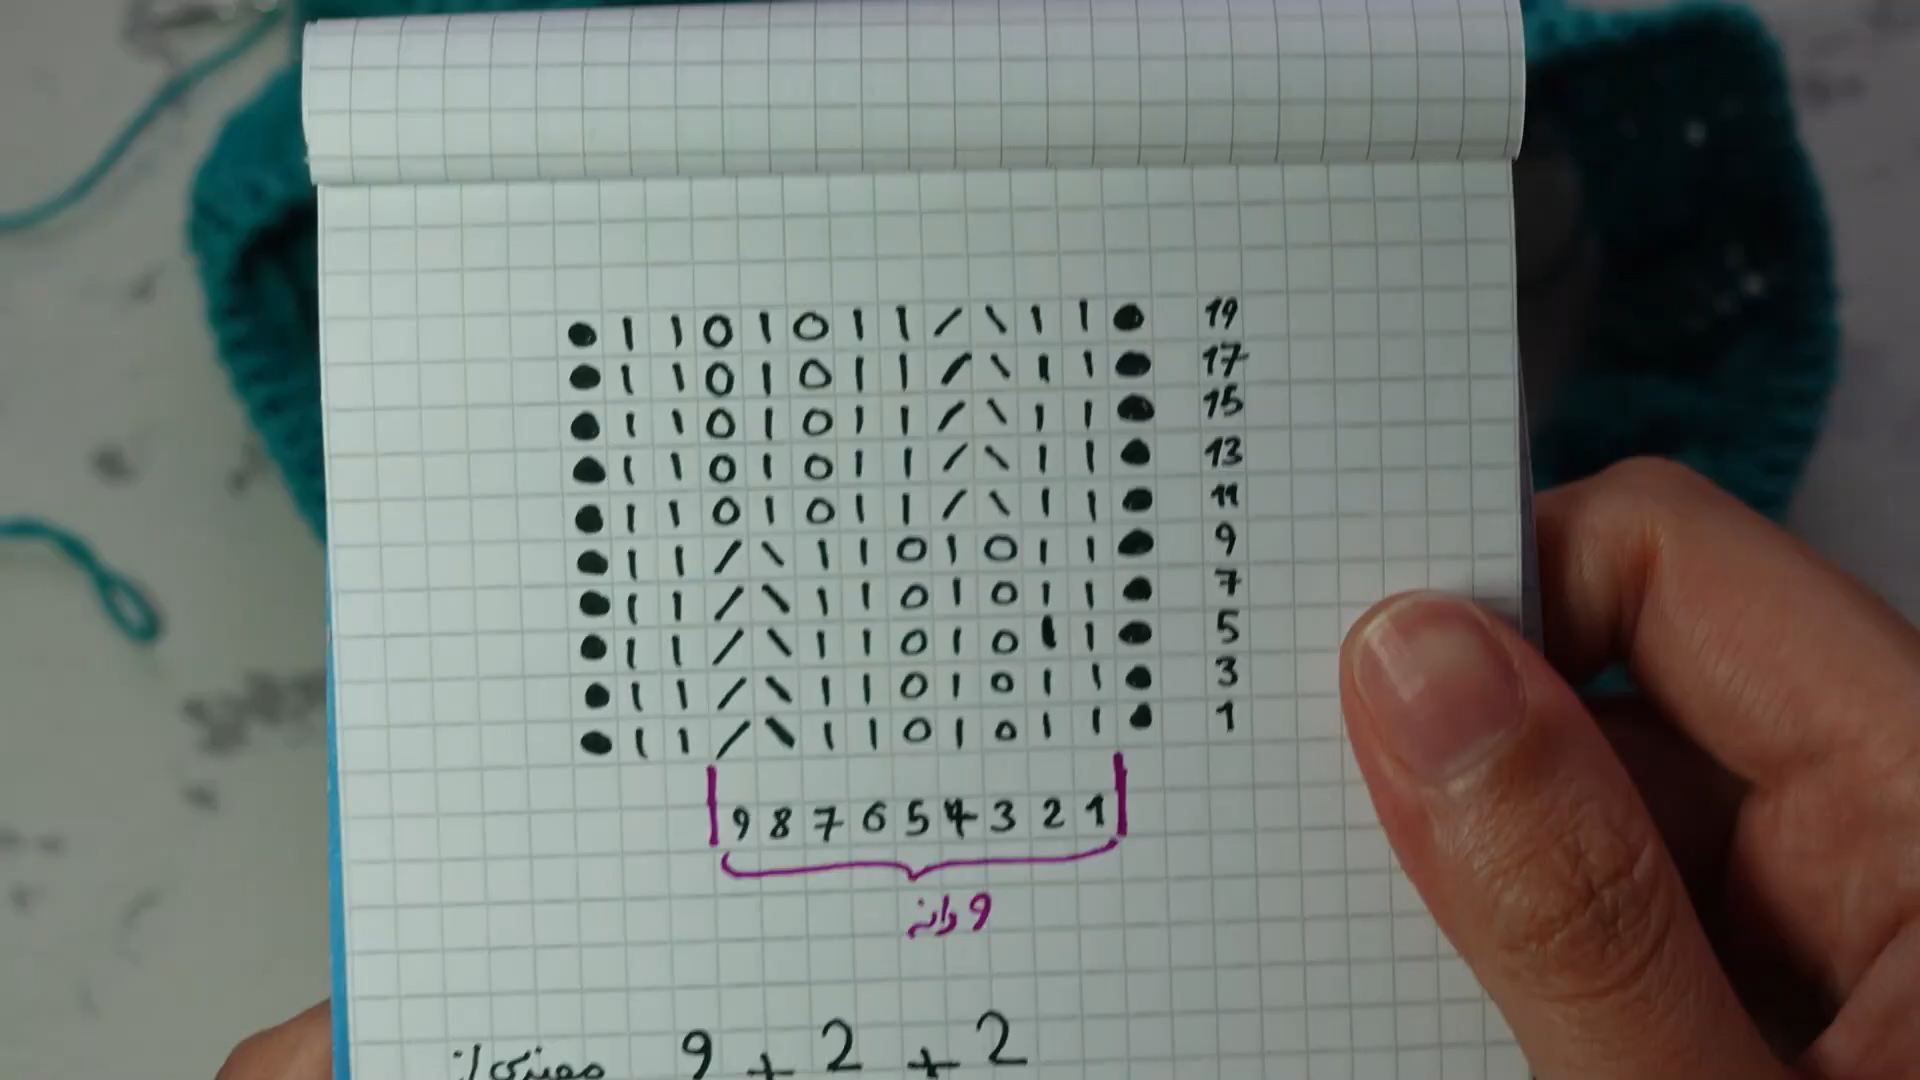 ● I I O I O I I / \ I I ● 19
● I I O I O I I / \ I I ● 17
● I I O I O I I / \ I I ● 15
● I I O I O I I / \ I I ● 13
● I I O I O I I / \ I I ● 11
● I I / \ I I O I O I I ● 9
● I I / \ I I O I O I I ● 7
● I I / \ I I O I O I I ● 5
● I I / \ I I O I O I I ● 3
● I I / \ I I O I O I I ● 1
9 8 7 6 5 4 3 2 1
9 دانه
9 + 2 + 2